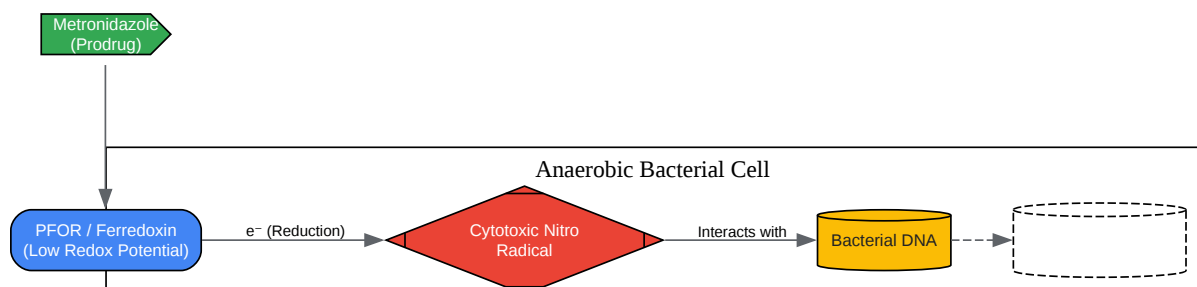 Metronidazole
(Prodrug)
Anaerobic Bacterial Cell
PFOR / Ferredoxin
(Low Redox Potential)
e⁻ (Reduction)
Cytotoxic Nitro
Radical
Interacts with
Bacterial DNA